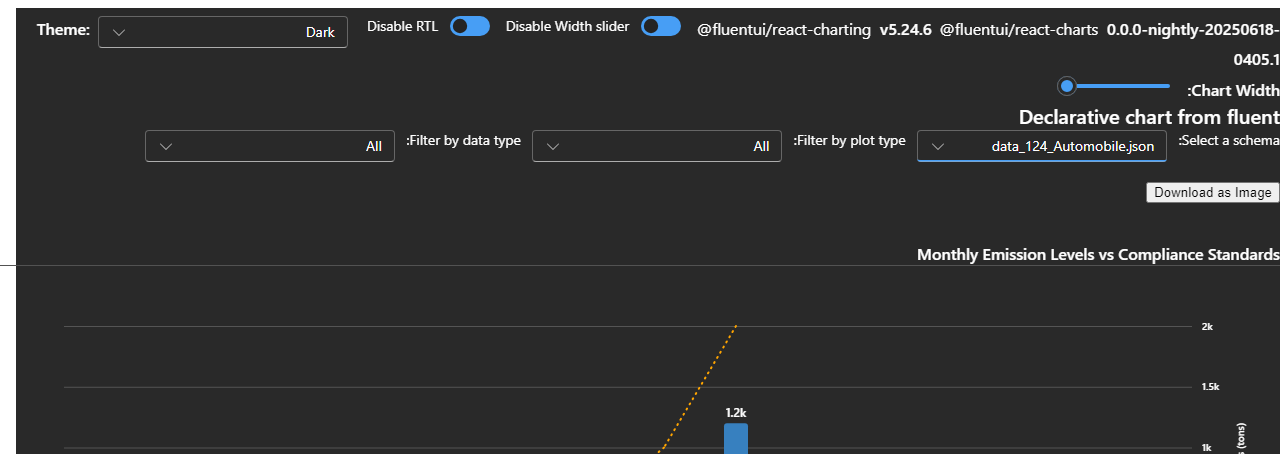 Theme: Dark Disable RTL Disable Width slider @fluentui/react-charting v5.24.6 @fluentui/react-charts 0.0.0-nightly-20250618-
0405.1
:Chart Width
Declarative chart from fluent
All :Filter by data type All :Filter by plot type data_124_Automobile.json :Select a schema
Download as Image
Monthly Emission Levels vs Compliance Standards
2k
1.5k
1.2k
1k
(tons)